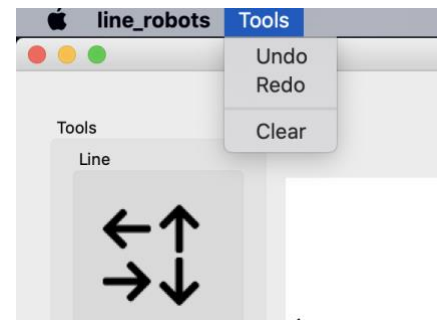 line_robots Tools
Undo
Redo
Clear
Tools
Line